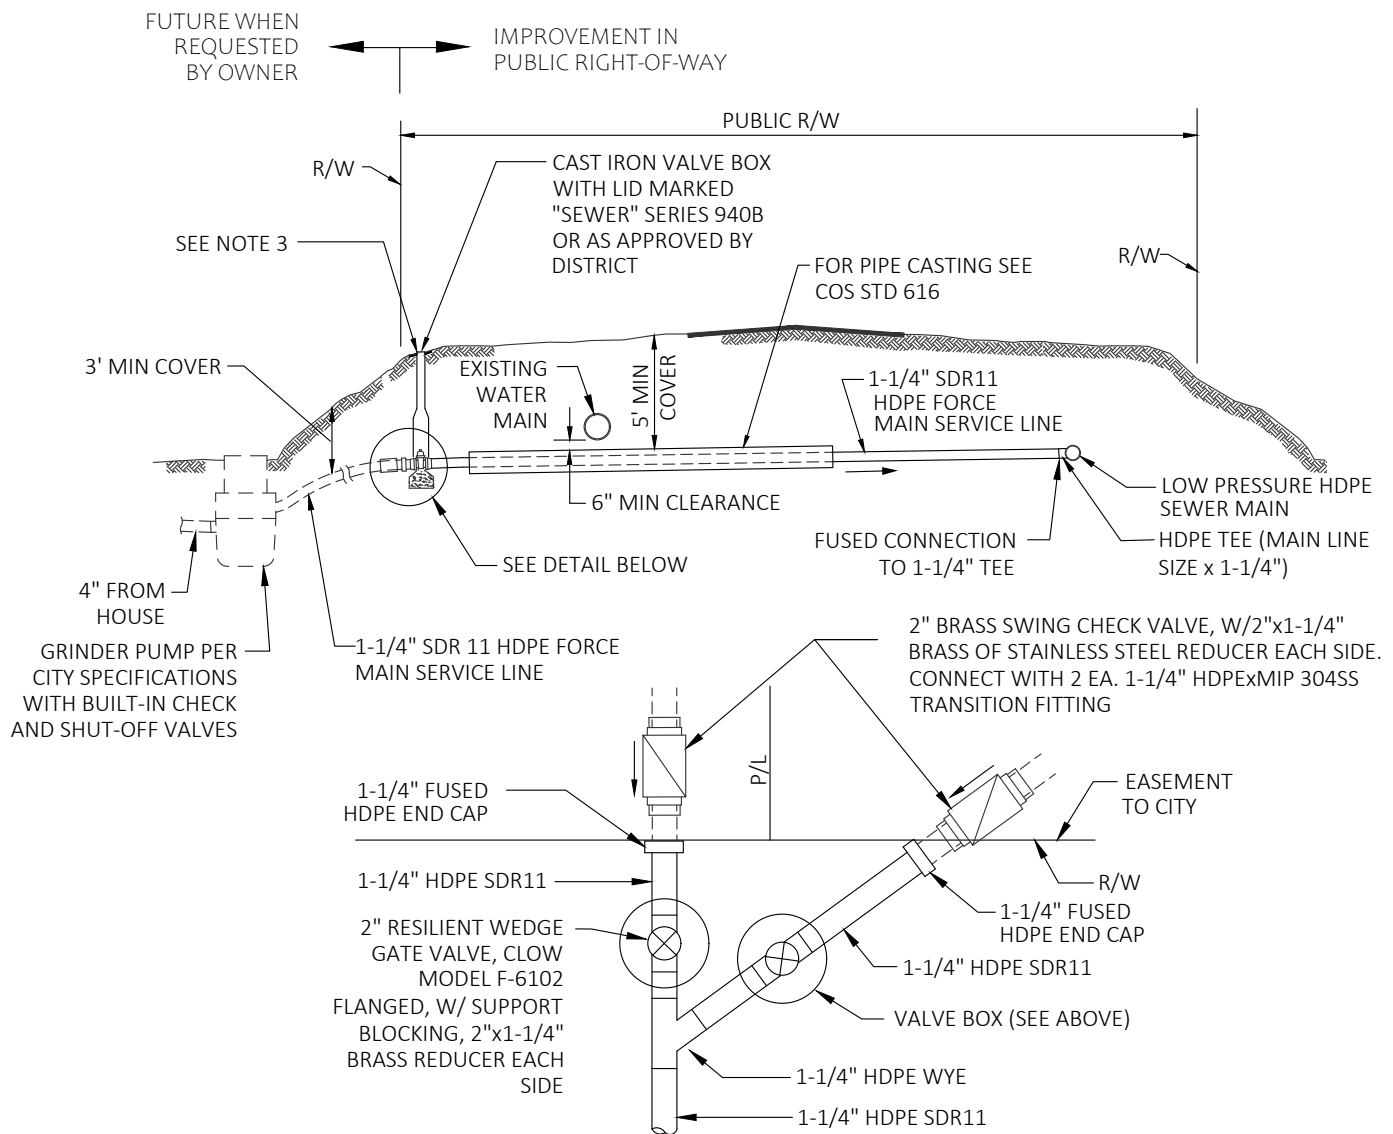 FUTURE WHEN
REQUESTED
BY OWNER
IMPROVEMENT IN
PUBLIC RIGHT-OF-WAY
PUBLIC R/W
R/W
CAST IRON VALVE BOX
WITH LID MARKED
"SEWER" SERIES 940B
OR AS APPROVED BY
DISTRICT
SEE NOTE 3
FOR PIPE CASTING SEE
COS STD 616
R/W
3' MIN COVER
EXISTING
WATER
MAIN
5' MIN
COVER
1-1/4" SDR11
HDPE FORCE
MAIN SERVICE LINE
6" MIN CLEARANCE
LOW PRESSURE HDPE
SEWER MAIN
FUSED CONNECTION
TO 1-1/4" TEE
HDPE TEE (MAIN LINE
SIZE x 1-1/4")
SEE DETAIL BELOW
4" FROM
HOUSE
GRINDER PUMP PER
CITY SPECIFICATIONS
WITH BUILT-IN CHECK
AND SHUT-OFF VALVES
1-1/4" SDR 11 HDPE FORCE
MAIN SERVICE LINE
2" BRASS SWING CHECK VALVE, W/2"x1-1/4"
BRASS OF STAINLESS STEEL REDUCER EACH SIDE.
CONNECT WITH 2 EA. 1-1/4" HDPExMIP 304SS
TRANSITION FITTING
P/L
1-1/4" FUSED
HDPE END CAP
EASEMENT
TO CITY
1-1/4" HDPE SDR11
R/W
1-1/4" FUSED
HDPE END CAP
2" RESILIENT WEDGE
GATE VALVE, CLOW
MODEL F-6102
FLANGED, W/ SUPPORT
BLOCKING, 2"x1-1/4"
BRASS REDUCER EACH
SIDE
1-1/4" HDPE SDR11
VALVE BOX (SEE ABOVE)
1-1/4" HDPE WYE
1-1/4" HDPE SDR11